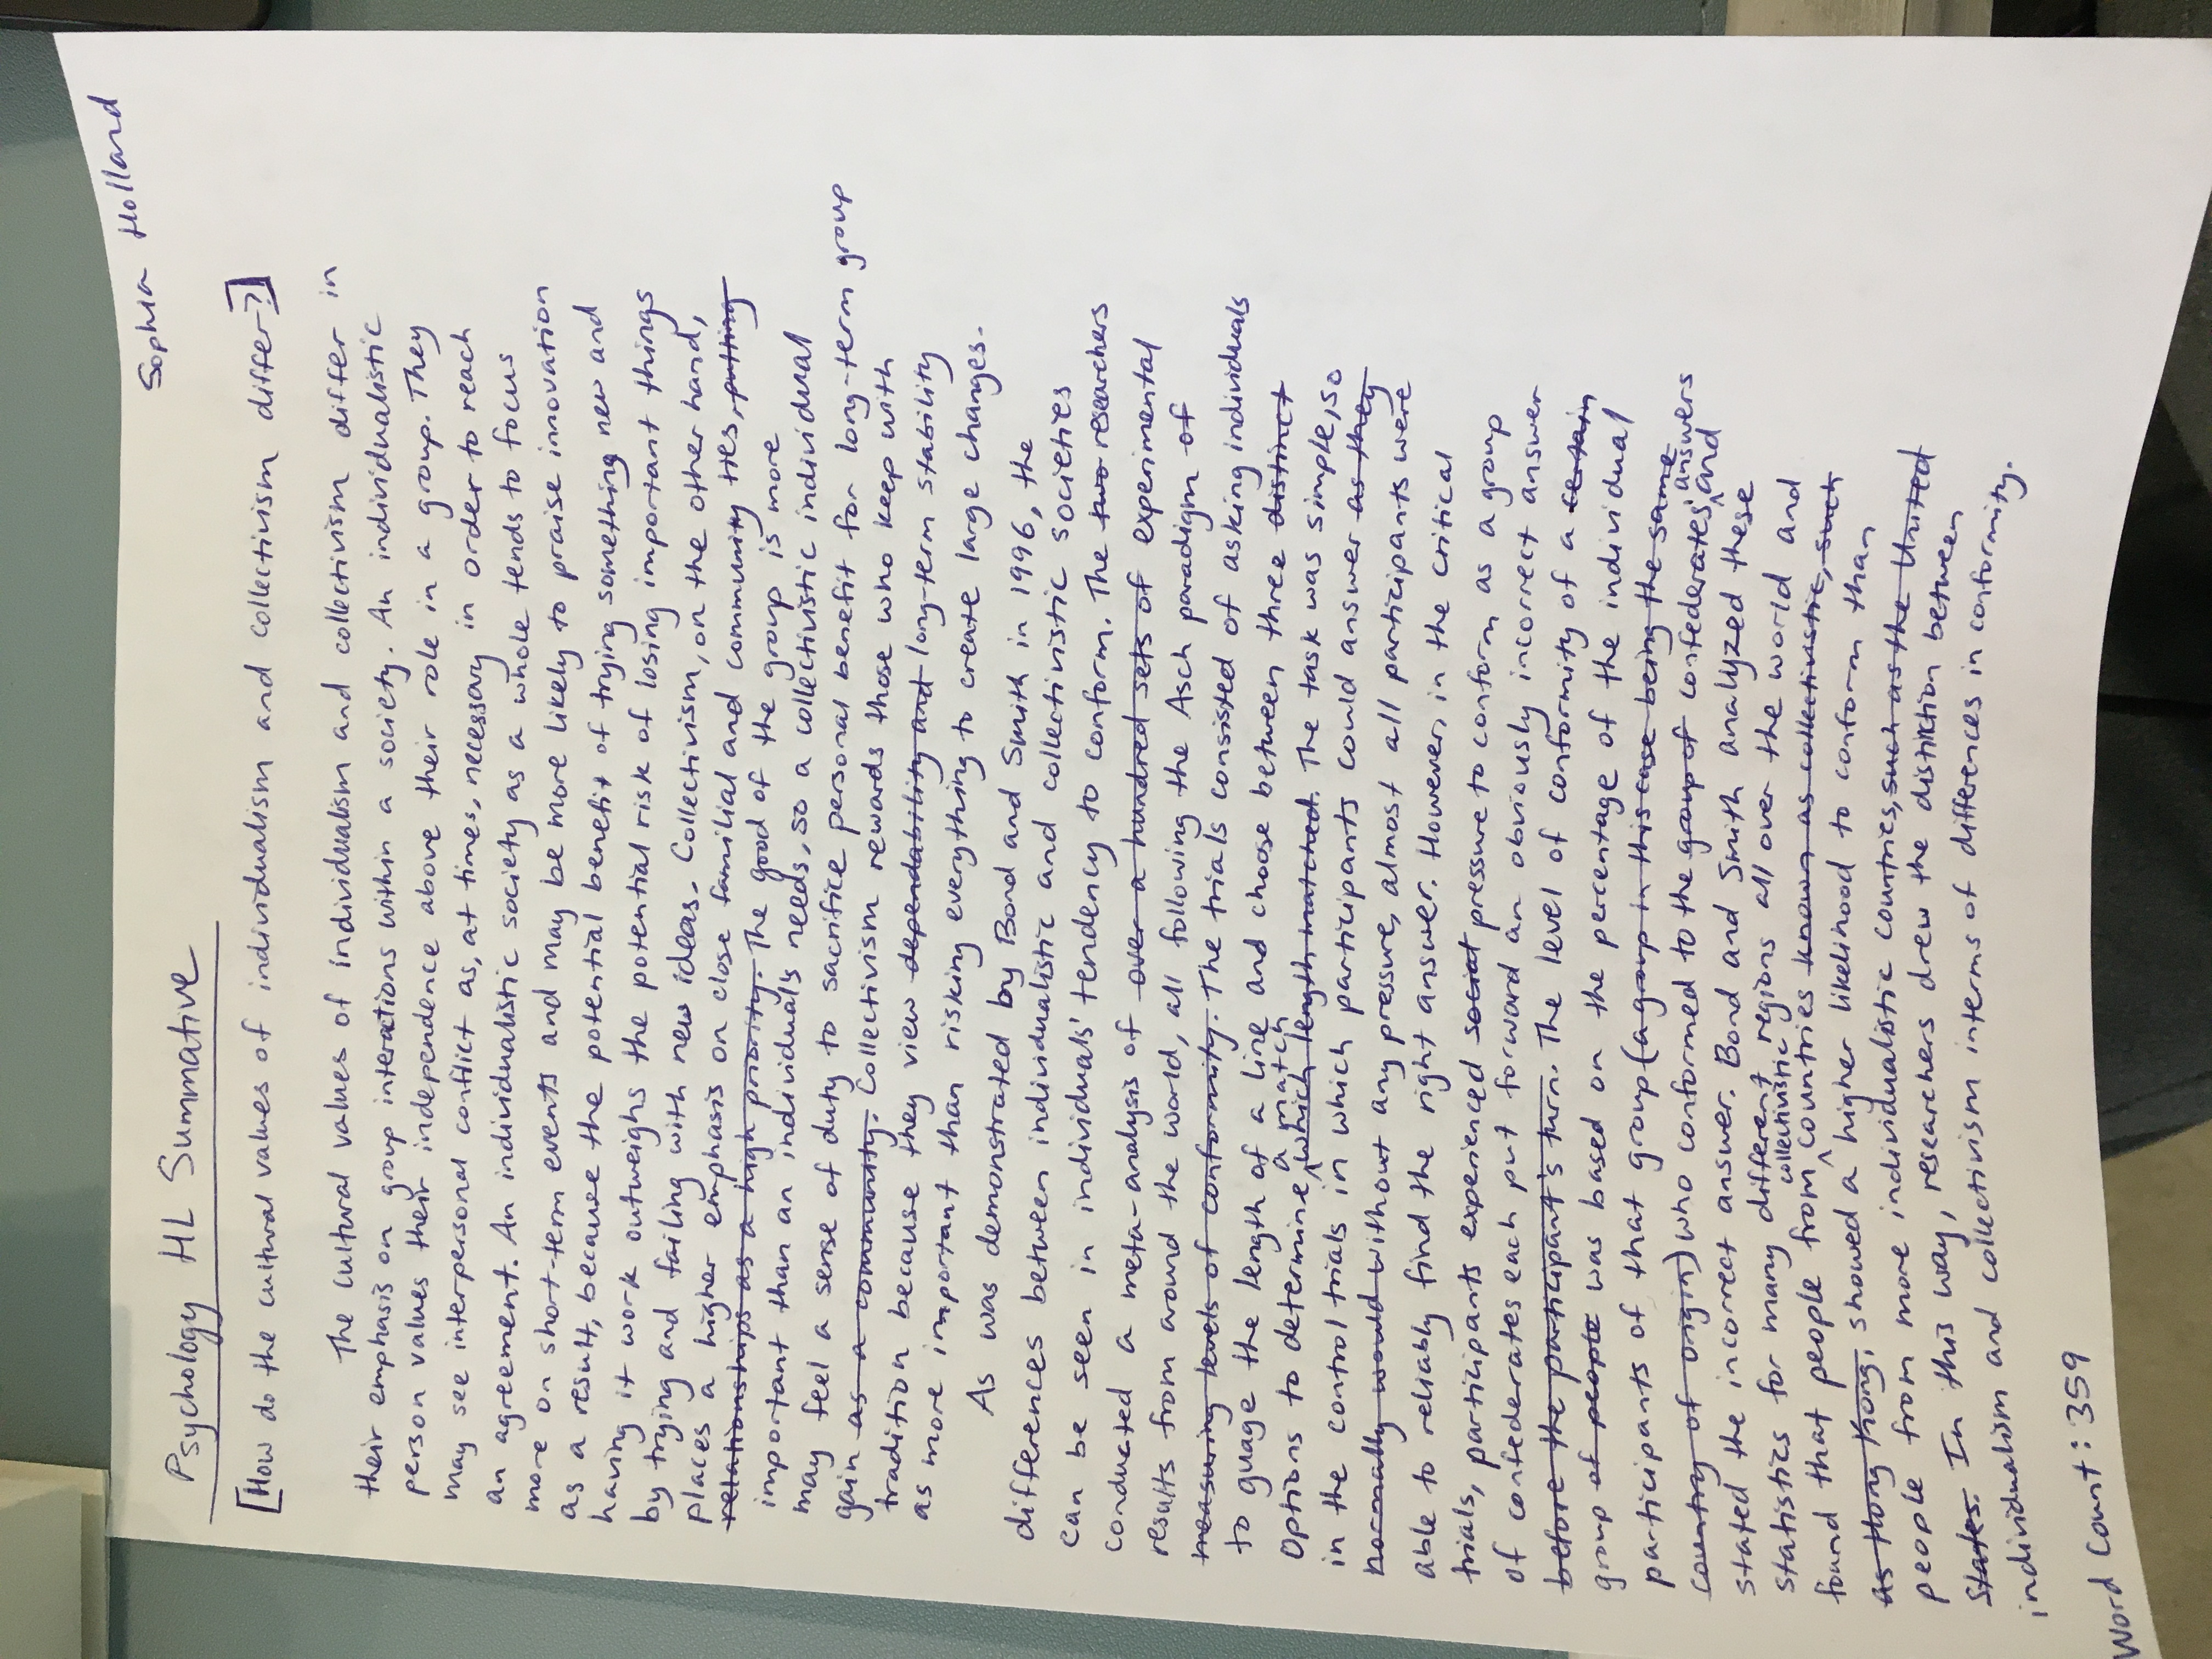 Sophia Holland
Psychology HL Summative
[How do the cultural values of individualism and collectivism differ?]
The cultural values of individualism and collectivism differ in
their emphasis on group interactions within a society. An individualistic
person values their independence above their role in a group. They
may see interpersonal conflict as, at times, necessary in order to reach
an agreement. An individualistic society as a whole tends to focus
more on short-term events and may be more likely to praise innovation
as a result, because the potential benefit of trying something new and
having it work outweighs the potential risk of losing important things
by trying and failing with new ideas. Collectivism, on the other hand,
places a higher emphasis on close familial and community ties, putting
relationships as a high priority. The good of the group is more
important than an individual's needs, so a collectivistic individual
may feel a sense of duty to sacrifice personal benefit for long-term group
gain as a community. Collectivism rewards those who keep with
tradition because they view dependability and long-term stability
as more important than risking everything to create large changes.
As was demonstrated by Bond and Smith in 1996, the
differences between individualistic and collectivistic societies
can be seen in individuals' tendency to conform. The two researchers
conducted a meta-analysis of over a hundred sets of experimental
results from around the world, all following the Asch paradigm of
measuring levels of conformity. The trials consisted of asking individuals
to guage the length of a line and choose between three distinct
a match
options to determine which length matched. The task was simple, so
in the control trials in which participants could answer as they
normally would without any pressure, almost all participants were
able to reliably find the right answer. However, in the critical
trials, participants experienced social pressure to conform as a group
of confederates each put forward an obviously incorrect answer
before the participant's turn. The level of conformity of a certain
group of people was based on the percentage of the individual
participants of that group (a group in this case being the same
answers
country of origin) who conformed to the group of confederates' and
stated the incorrect answer. Bond and Smith analyzed these
statistics for many different regions all over the world and
collectivistic
found that people from countries known as collectivistic, such
as Hong Kong, showed a higher likelihood to conform than
people from more individualistic countries, such as the United
States. In this way, researchers drew the distinktion between
individualism and collectivism interms of differences in conformity.
Word Count: 359